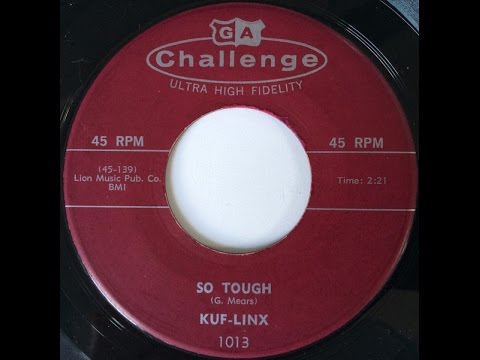 GA
Challenge
ULTRA HIGH FIDELITY
45 RPM
45 RPM
(45-139)
Lion Music Pub. Co.
BMI
Time: 2:21
SO TOUGH
(G. Mears)
KUF-LINX
1013